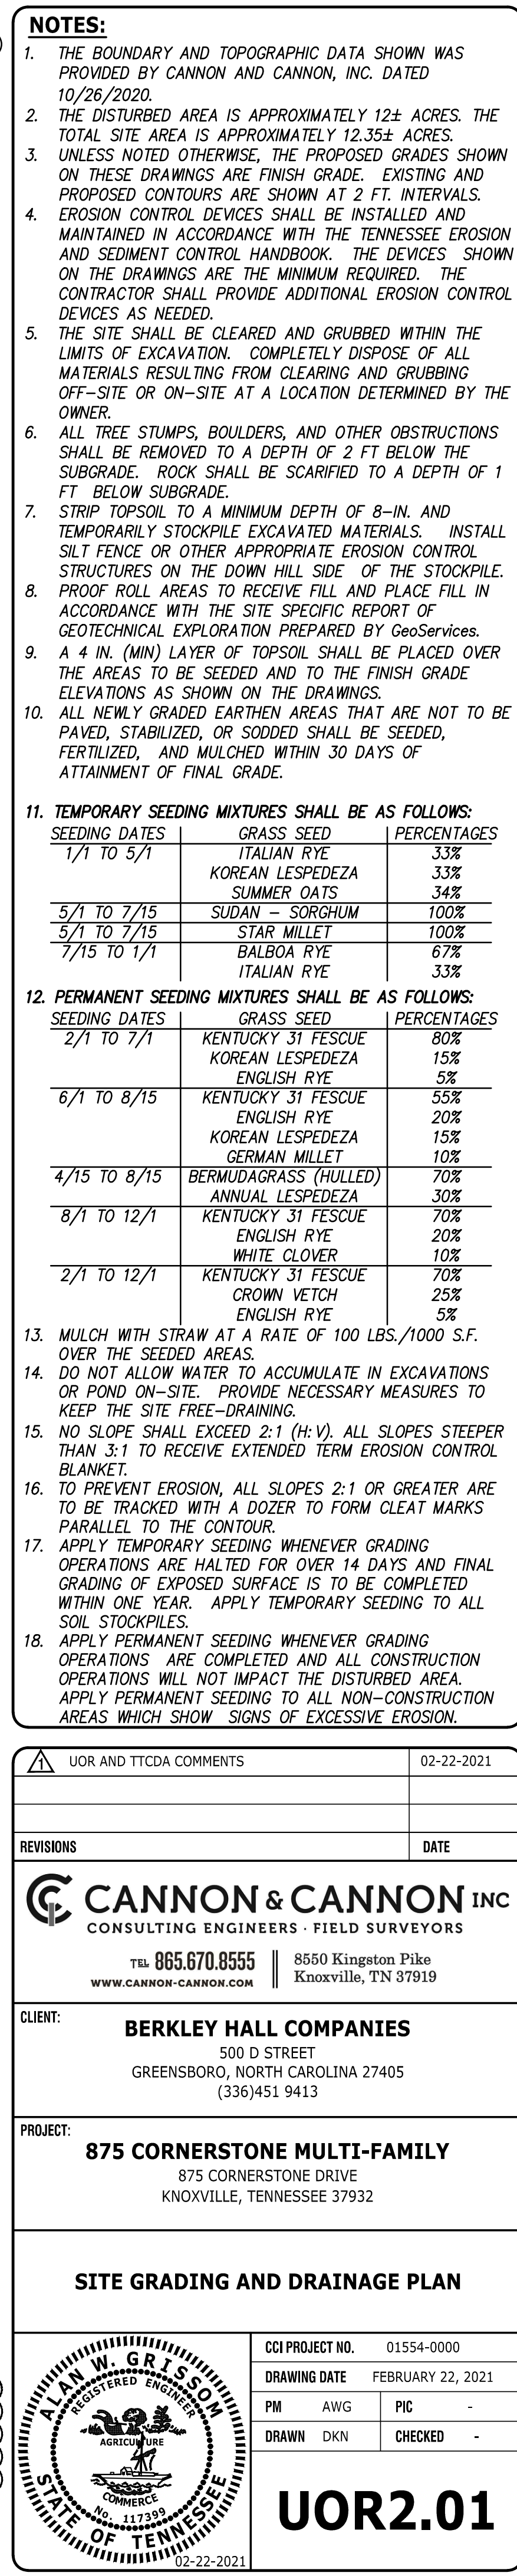 NOTES:
1. THE BOUNDARY AND TOPOGRAPHIC DATA SHOWN WAS
PROVIDED BY CANNON AND CANNON, INC. DATED
10/26/2020.
2. THE DISTURBED AREA IS APPROXIMATELY 12± ACRES. THE
TOTAL SITE AREA IS APPROXIMATELY 12.35± ACRES.
3. UNLESS NOTED OTHERWISE, THE PROPOSED GRADES SHOWN
ON THESE DRAWINGS ARE FINISH GRADE. EXISTING AND
PROPOSED CONTOURS ARE SHOWN AT 2 FT. INTERVALS.
4. EROSION CONTROL DEVICES SHALL BE INSTALLED AND
MAINTAINED IN ACCORDANCE WITH THE TENNESSEE EROSION
AND SEDIMENT CONTROL HANDBOOK. THE DEVICES SHOWN
ON THE DRAWINGS ARE THE MINIMUM REQUIRED. THE
CONTRACTOR SHALL PROVIDE ADDITIONAL EROSION CONTROL
DEVICES AS NEEDED.
5. THE SITE SHALL BE CLEARED AND GRUBBED WITHIN THE
LIMITS OF EXCAVATION. COMPLETELY DISPOSE OF ALL
MATERIALS RESULTING FROM CLEARING AND GRUBBING
OFF-SITE OR ON-SITE AT A LOCATION DETERMINED BY THE
OWNER.
6. ALL TREE STUMPS, BOULDERS, AND OTHER OBSTRUCTIONS
SHALL BE REMOVED TO A DEPTH OF 2 FT BELOW THE
SUBGRADE. ROCK SHALL BE SCARIFIED TO A DEPTH OF 1
FT BELOW SUBGRADE.
7. STRIP TOPSOIL TO A MINIMUM DEPTH OF 8-IN. AND
TEMPORARILY STOCKPILE EXCAVATED MATERIALS. INSTALL
SILT FENCE OR OTHER APPROPRIATE EROSION CONTROL
STRUCTURES ON THE DOWN HILL SIDE OF THE STOCKPILE.
8. PROOF ROLL AREAS TO RECEIVE FILL AND PLACE FILL IN
ACCORDANCE WITH THE SITE SPECIFIC REPORT OF
GEOTECHNICAL EXPLORATION PREPARED BY GeoServices.
9. A 4 IN. (MIN) LAYER OF TOPSOIL SHALL BE PLACED OVER
THE AREAS TO BE SEEDED AND TO THE FINISH GRADE
ELEVATIONS AS SHOWN ON THE DRAWINGS.
10. ALL NEWLY GRADED EARTHEN AREAS THAT ARE NOT TO BE
PAVED, STABILIZED, OR SODDED SHALL BE SEEDED,
FERTILIZED, AND MULCHED WITHIN 30 DAYS OF
ATTAINMENT OF FINAL GRADE.
11. TEMPORARY SEEDING MIXTURES SHALL BE AS FOLLOWS:
SEEDING DATES GRASS SEED PERCENTAGES
1/1 TO 5/1 ITALIAN RYE 33%
KOREAN LESPEDEZA 33%
SUMMER OATS 34%
5/1 TO 7/15 SUDAN - SORGHUM 100%
5/1 TO 7/15 STAR MILLET 100%
7/15 TO 1/1 BALBOA RYE 67%
ITALIAN RYE 33%
12. PERMANENT SEEDING MIXTURES SHALL BE AS FOLLOWS:
SEEDING DATES GRASS SEED PERCENTAGES
2/1 TO 7/1 KENTUCKY 31 FESCUE 80%
KOREAN LESPEDEZA 15%
ENGLISH RYE 5%
6/1 TO 8/15 KENTUCKY 31 FESCUE 55%
ENGLISH RYE 20%
KOREAN LESPEDEZA 15%
GERMAN MILLET 10%
4/15 TO 8/15 BERMUDAGRASS (HULLED) 70%
ANNUAL LESPEDEZA 30%
8/1 TO 12/1 KENTUCKY 31 FESCUE 70%
ENGLISH RYE 20%
WHITE CLOVER 10%
2/1 TO 12/1 KENTUCKY 31 FESCUE 70%
CROWN VETCH 25%
ENGLISH RYE 5%
13. MULCH WITH STRAW AT A RATE OF 100 LBS./1000 S.F.
OVER THE SEEDED AREAS.
14. DO NOT ALLOW WATER TO ACCUMULATE IN EXCAVATIONS
OR POND ON-SITE. PROVIDE NECESSARY MEASURES TO
KEEP THE SITE FREE-DRAINING.
15. NO SLOPE SHALL EXCEED 2:1 (H:V). ALL SLOPES STEEPER
THAN 3:1 TO RECEIVE EXTENDED TERM EROSION CONTROL
BLANKET.
16. TO PREVENT EROSION, ALL SLOPES 2:1 OR GREATER ARE
TO BE TRACKED WITH A DOZER TO FORM CLEAT MARKS
PARALLEL TO THE CONTOUR.
17. APPLY TEMPORARY SEEDING WHENEVER GRADING
OPERATIONS ARE HALTED FOR OVER 14 DAYS AND FINAL
GRADING OF EXPOSED SURFACE IS TO BE COMPLETED
WITHIN ONE YEAR. APPLY TEMPORARY SEEDING TO ALL
SOIL STOCKPILES.
18. APPLY PERMANENT SEEDING WHENEVER GRADING
OPERATIONS ARE COMPLETED AND ALL CONSTRUCTION
OPERATIONS WILL NOT IMPACT THE DISTURBED AREA.
APPLY PERMANENT SEEDING TO ALL NON-CONSTRUCTION
AREAS WHICH SHOW SIGNS OF EXCESSIVE EROSION.
1 UOR AND TTCDA COMMENTS 02-22-2021
REVISIONS DATE
CANNON & CANNON INC
CONSULTING ENGINEERS · FIELD SURVEYORS
TEL 865.670.8555
WWW.CANNON-CANNON.COM
8550 Kingston Pike
Knoxville, TN 37919
CLIENT:
BERKLEY HALL COMPANIES
500 D STREET
GREENSBORO, NORTH CAROLINA 27405
(336)451 9413
PROJECT:
875 CORNERSTONE MULTI-FAMILY
875 CORNERSTONE DRIVE
KNOXVILLE, TENNESSEE 37932
SITE GRADING AND DRAINAGE PLAN
ALAN W. GRISSOM
REGISTERED ENGINEER
AGRICULTURE
COMMERCE
No. 117399
STATE OF TENNESSEE
02-22-2021
CCI PROJECT NO. 01554-0000
DRAWING DATE FEBRUARY 22, 2021
PM AWG PIC -
DRAWN DKN CHECKED -
UOR2.01